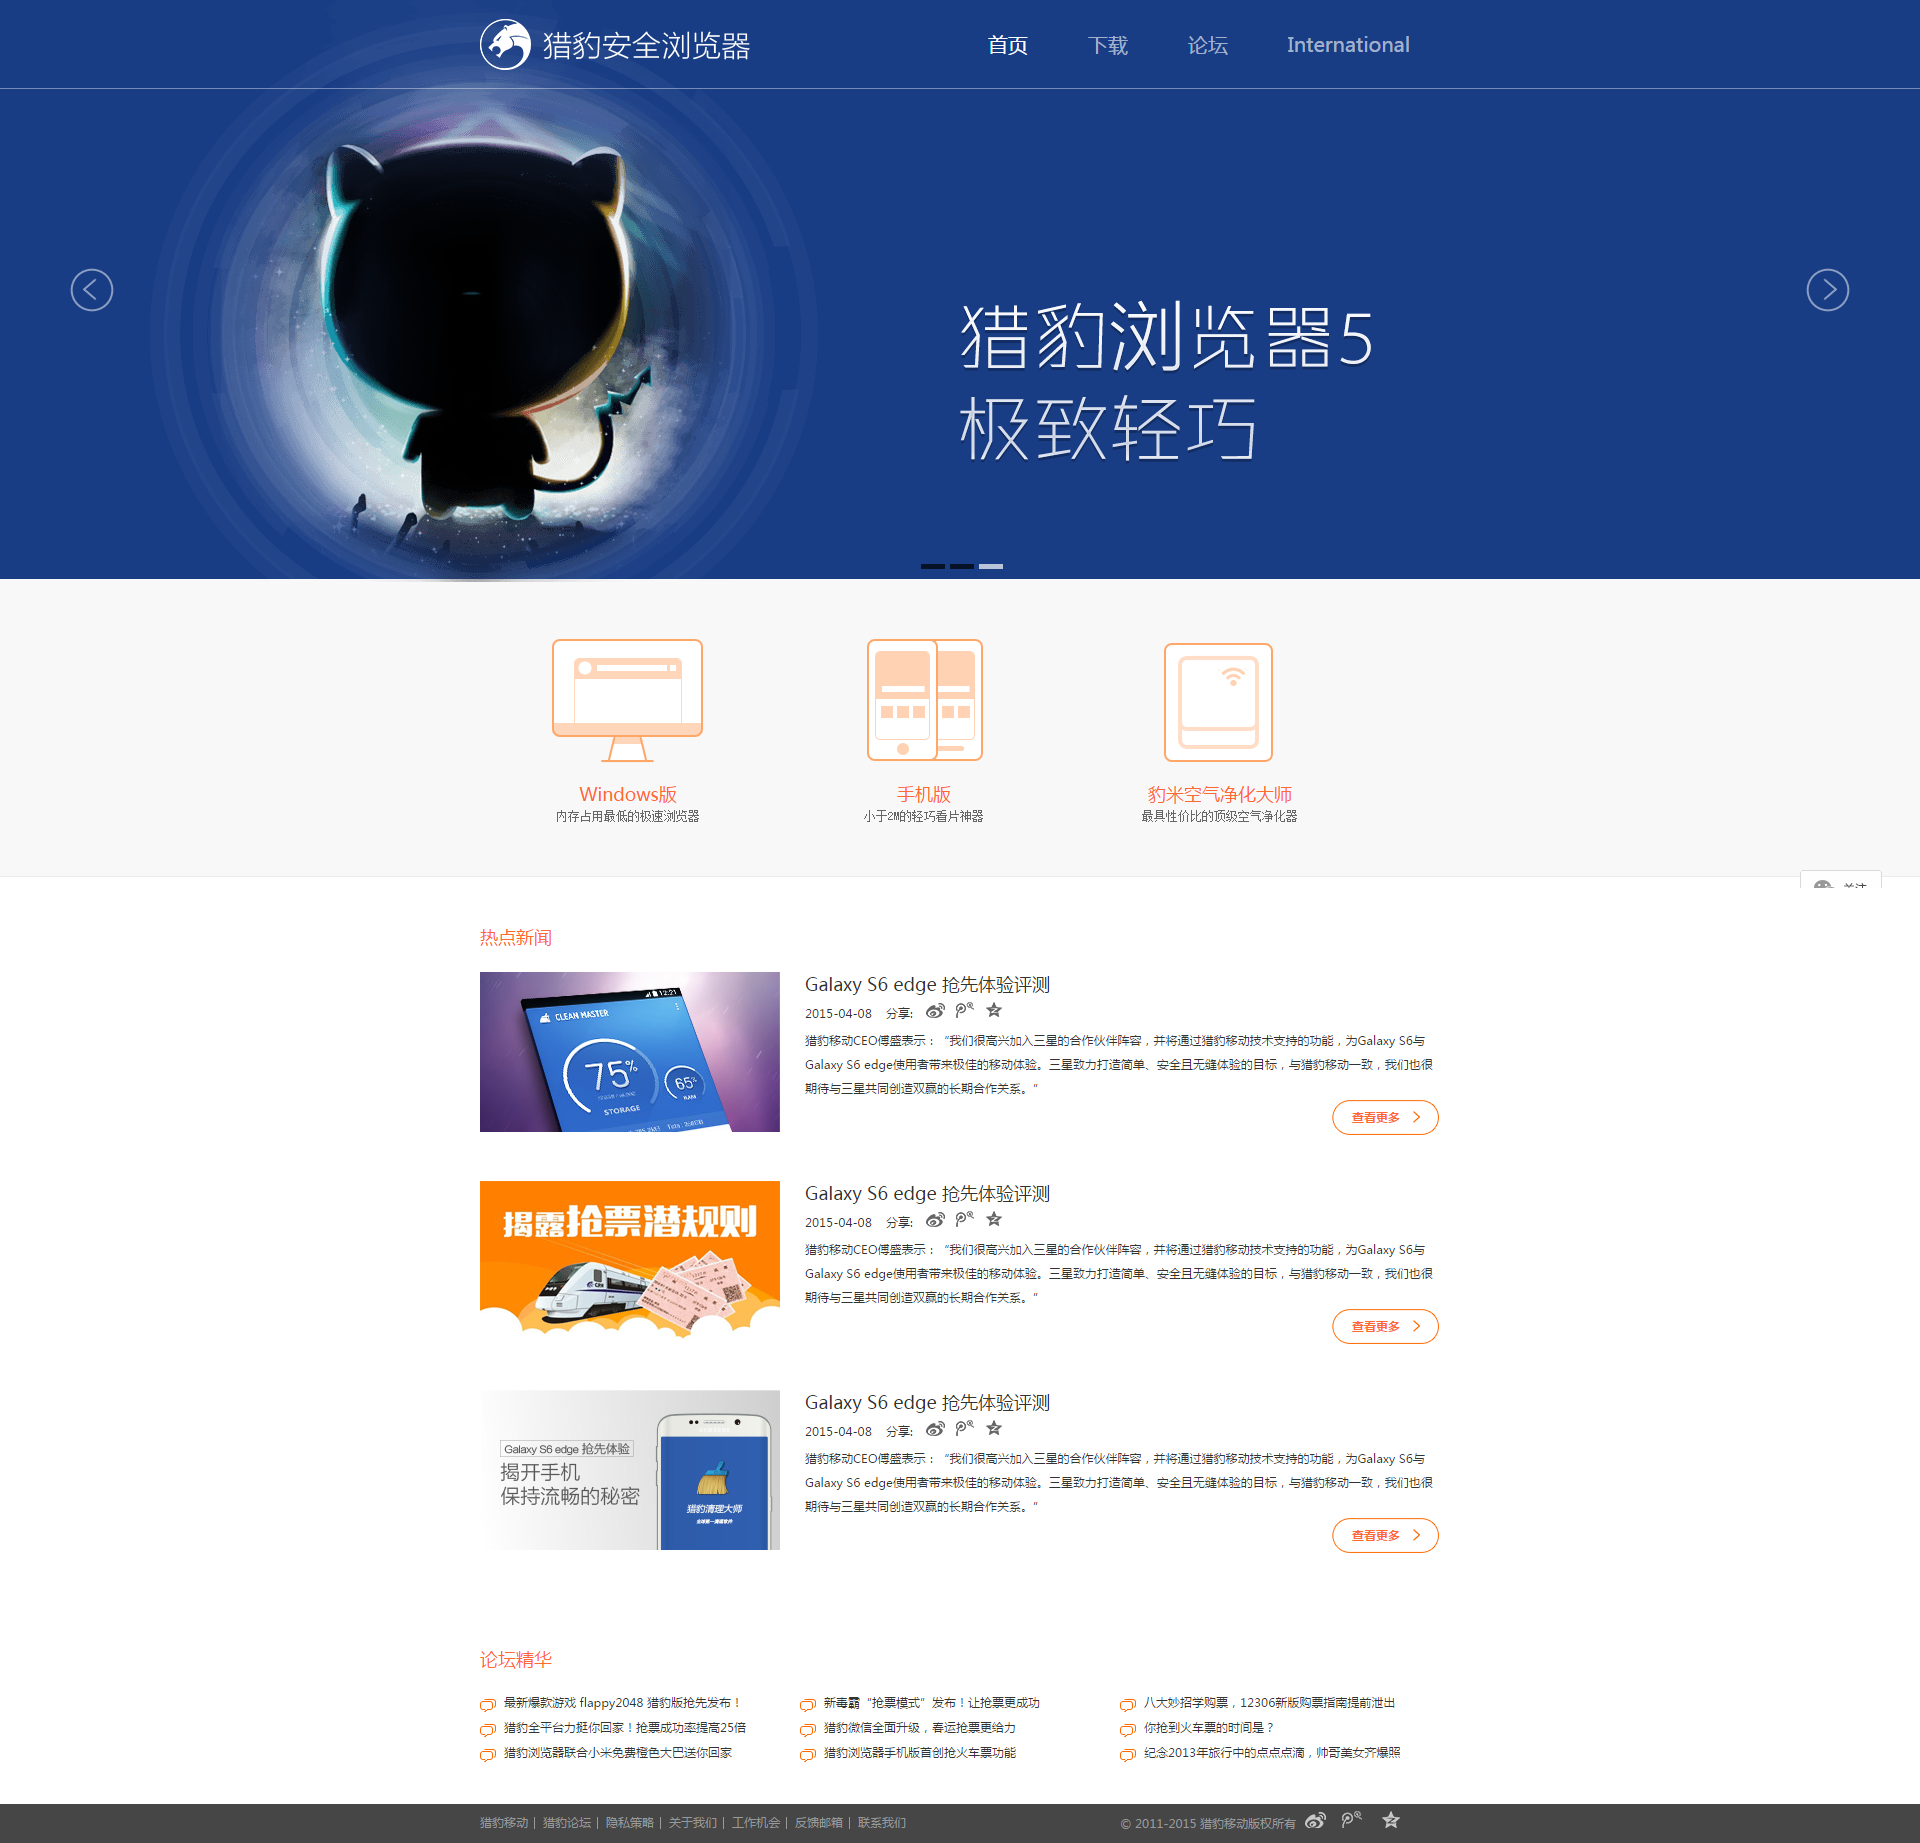 猎豹安全浏览器
首页 下载 论坛 International
猎豹浏览器5
极致轻巧
Windows版
内存占用最低的极速浏览器
手机版
小于2M的轻巧看片神器
豹米空气净化大师
最具性价比的顶级空气净化器
热点新闻
12:21
CLEAN MASTER
75%
STORAGE
65%
RAM
Galaxy S6 edge 抢先体验评测
2015-04-08 分享:
猎豹移动CEO傅盛表示：“我们很高兴加入三星的合作伙伴阵容，并将通过猎豹移动技术支持的功能，为Galaxy S6与
Galaxy S6 edge使用者带来极佳的移动体验。三星致力打造简单、安全且无缝体验的目标，与猎豹移动一致，我们也很
期待与三星共同创造双赢的长期合作关系。”
查看更多
揭露抢票潜规则
Galaxy S6 edge 抢先体验评测
2015-04-08 分享:
猎豹移动CEO傅盛表示：“我们很高兴加入三星的合作伙伴阵容，并将通过猎豹移动技术支持的功能，为Galaxy S6与
Galaxy S6 edge使用者带来极佳的移动体验。三星致力打造简单、安全且无缝体验的目标，与猎豹移动一致，我们也很
期待与三星共同创造双赢的长期合作关系。”
查看更多
Galaxy S6 edge 抢先体验
揭开手机
保持流畅的秘密
猎豹清理大师
Galaxy S6 edge 抢先体验评测
2015-04-08 分享:
猎豹移动CEO傅盛表示：“我们很高兴加入三星的合作伙伴阵容，并将通过猎豹移动技术支持的功能，为Galaxy S6与
Galaxy S6 edge使用者带来极佳的移动体验。三星致力打造简单、安全且无缝体验的目标，与猎豹移动一致，我们也很
期待与三星共同创造双赢的长期合作关系。”
查看更多
论坛精华
最新爆款游戏 flappy2048 猎豹版抢先发布！
猎豹全平台力挺你回家！抢票成功率提高25倍
猎豹浏览器联合小米免费橙色大巴送你回家
新毒霸“抢票模式”发布！让抢票更成功
猎豹微信全面升级，春运抢票更给力
猎豹浏览器手机版首创抢火车票功能
八大妙招学购票，12306新版购票指南提前泄出
你抢到火车票的时间是？
纪念2013年旅行中的点点点滴，帅哥美女齐爆照
猎豹移动| 猎豹论坛| 隐私策略| 关于我们| 工作机会| 反馈邮箱| 联系我们
© 2011-2015 猎豹移动版权所有